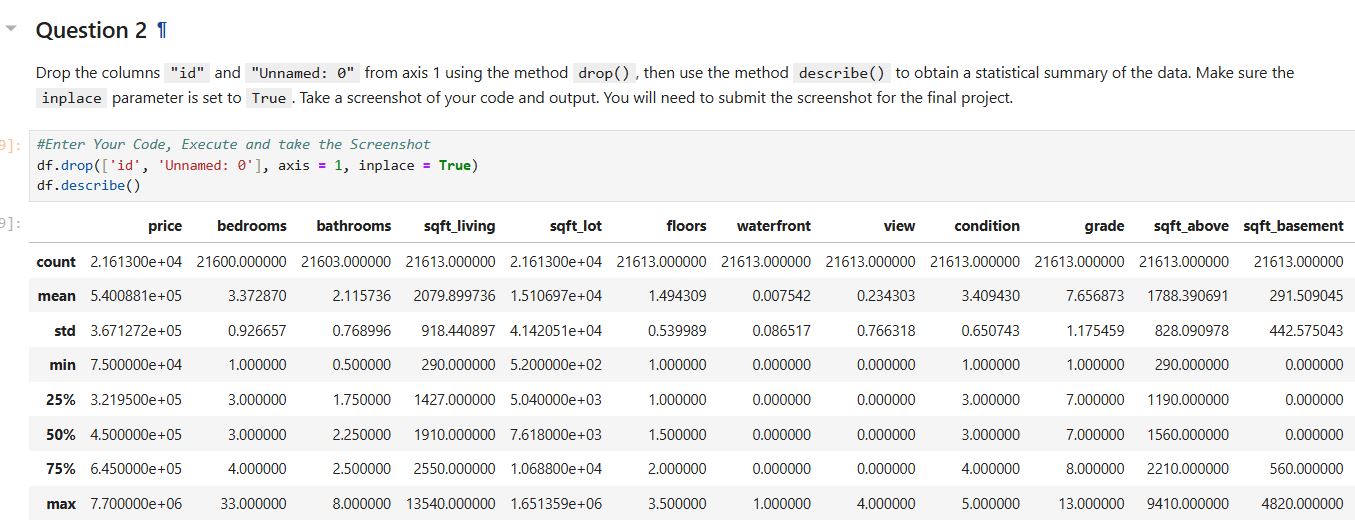 Question 2 ¶
Drop the columns "id" and "Unnamed: 0" from axis 1 using the method drop(), then use the method describe() to obtain a statistical summary of the data. Make sure the
inplace parameter is set to True. Take a screenshot of your code and output. You will need to submit the screenshot for the final project.
9]: #Enter Your Code, Execute and take the Screenshot
df.drop(['id', 'Unnamed: 0'], axis = 1, inplace = True)
df.describe()
9]: price bedrooms bathrooms sqft_living sqft_lot floors waterfront view condition grade sqft_above sqft_basement
count 2.161300e+04 21600.000000 21603.000000 21613.000000 2.161300e+04 21613.000000 21613.000000 21613.000000 21613.000000 21613.000000 21613.000000 21613.000000
mean 5.400881e+05 3.372870 2.115736 2079.899736 1.510697e+04 1.494309 0.007542 0.234303 3.409430 7.656873 1788.390691 291.509045
std 3.671272e+05 0.926657 0.768996 918.440897 4.142051e+04 0.539989 0.086517 0.766318 0.650743 1.175459 828.090978 442.575043
min 7.500000e+04 1.000000 0.500000 290.000000 5.200000e+02 1.000000 0.000000 0.000000 1.000000 1.000000 290.000000 0.000000
25% 3.219500e+05 3.000000 1.750000 1427.000000 5.040000e+03 1.000000 0.000000 0.000000 3.000000 7.000000 1190.000000 0.000000
50% 4.500000e+05 3.000000 2.250000 1910.000000 7.618000e+03 1.500000 0.000000 0.000000 3.000000 7.000000 1560.000000 0.000000
75% 6.450000e+05 4.000000 2.500000 2550.000000 1.068800e+04 2.000000 0.000000 0.000000 4.000000 8.000000 2210.000000 560.000000
max 7.700000e+06 33.000000 8.000000 13540.000000 1.651359e+06 3.500000 1.000000 4.000000 5.000000 13.000000 9410.000000 4820.000000